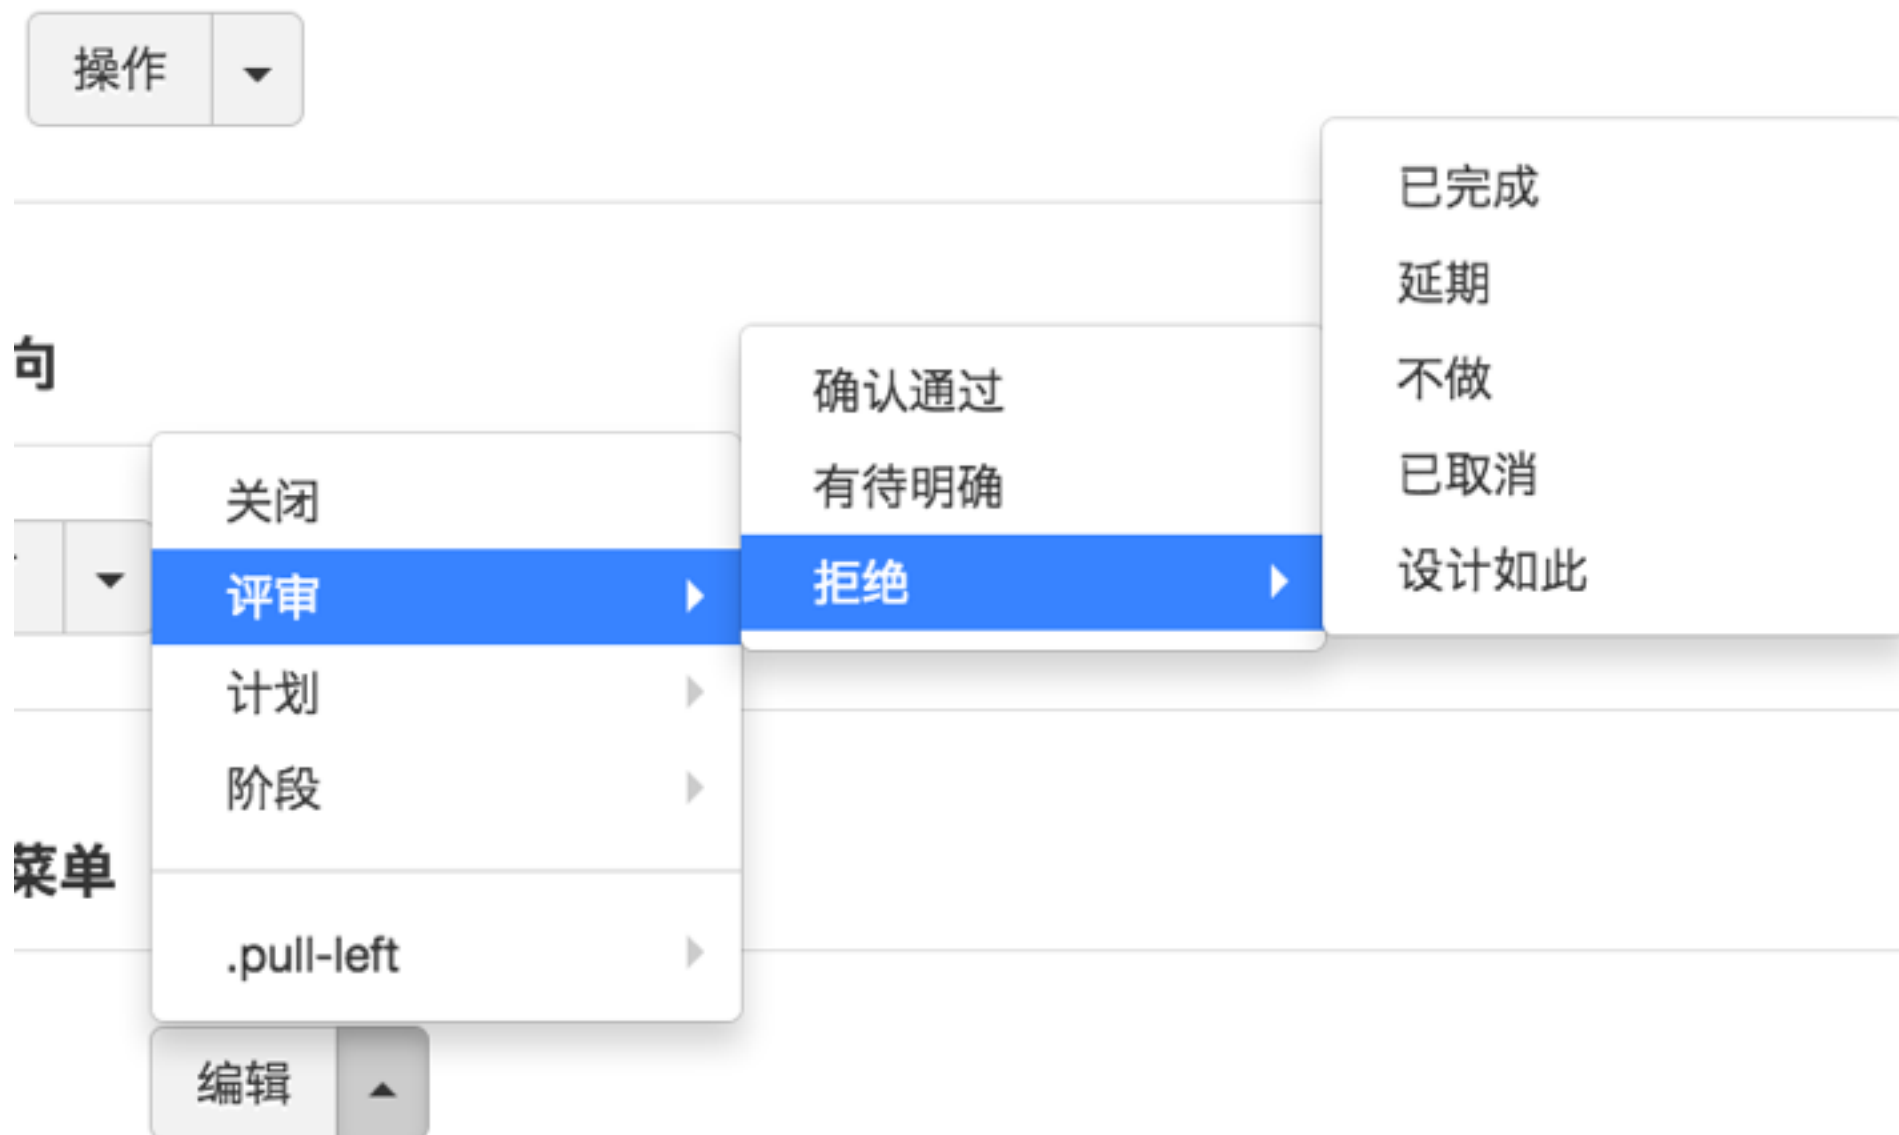 操作
向
关闭
评审
计划
阶段
.pull-left
确认通过
有待明确
拒绝
已完成
延期
不做
已取消
设计如此
菜单
编辑